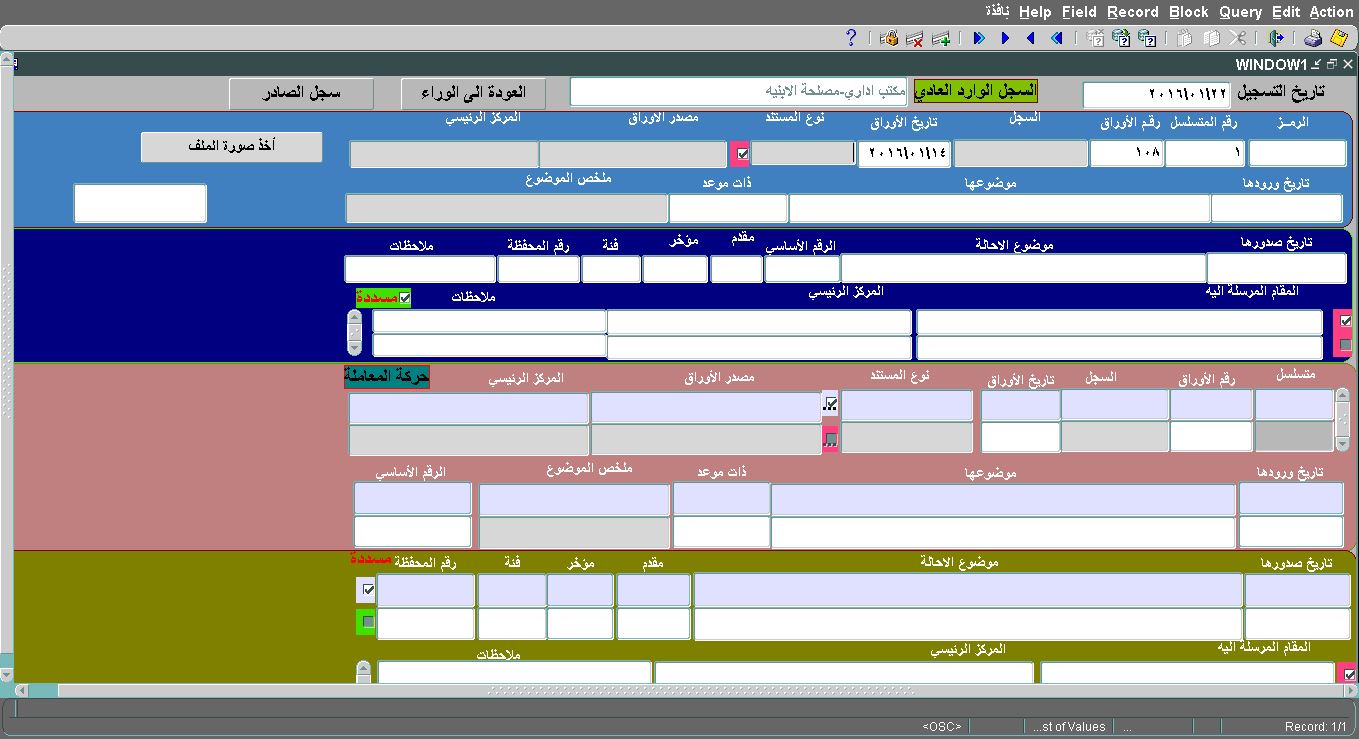 نافذة Help Field Record Block Query Edit Action
WINDOW1
تاريخ التسجيل ٢٠١٦/٠١/٢٢ السجل الوارد العادي مكتب اداري-مصلحة الابنيه العودة الى الوراء سجل الصادر
الرمـز رقم المتسلسل رقم الأوراق السجل تاريخ الأوراق نوع المستند مصدر الاوراق المركز الرئيسي
١ ١٠٨ ٢٠١٦/٠١/١٤ أخذ صورة الملف
تاريخ ورودها موضوعها ذات موعد ملخص الموضوع
تاريخ صدورها موضوع الاحالة الرقم الأساسي مقدم مؤخر فئة رقم المحفظة ملاحظات
المقام المرسلة اليه المركز الرئيسي ملاحظات مسددة
حركة المعاملة
متسلسل رقم الأوراق السجل تاريخ الأوراق نوع المستند مصدر الأوراق المركز الرئيسي
...
...
تاريخ ورودها موضوعها ذات موعد ملخص الموضوع الرقم الأساسي
تاريخ صدورها موضوع الاحالة مقدم مؤخر فئة رقم المحفظة مسددة
المقام المرسلة اليه المركز الرئيسي ملاحظات
Record: 1/1 ... ...st of Values <OSC>